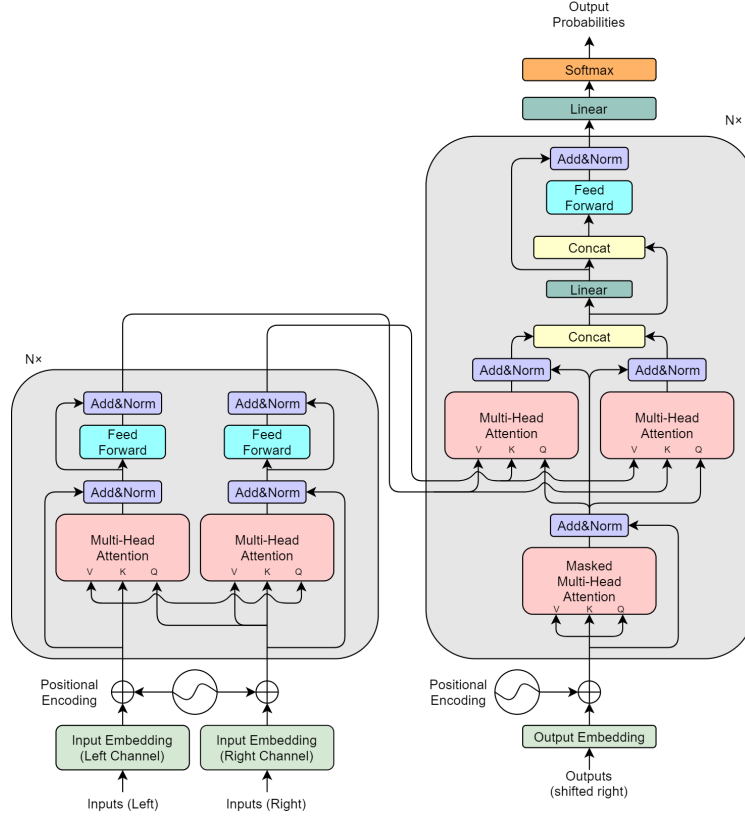 Output
Probabilities
Softmax
Linear
N×
Add&Norm
Feed
Forward
Concat
Linear
Concat
Add&Norm
Add&Norm
Multi-Head
Attention
V K Q
Multi-Head
Attention
V K Q
Add&Norm
Masked
Multi-Head
Attention
V K Q
Positional
Encoding
Output Embedding
Outputs
(shifted right)
N×
Add&Norm
Add&Norm
Feed
Forward
Feed
Forward
Add&Norm
Add&Norm
Multi-Head
Attention
V K Q
Multi-Head
Attention
V K Q
Positional
Encoding
Input Embedding
(Left Channel)
Input Embedding
(Right Channel)
Inputs (Left)
Inputs (Right)